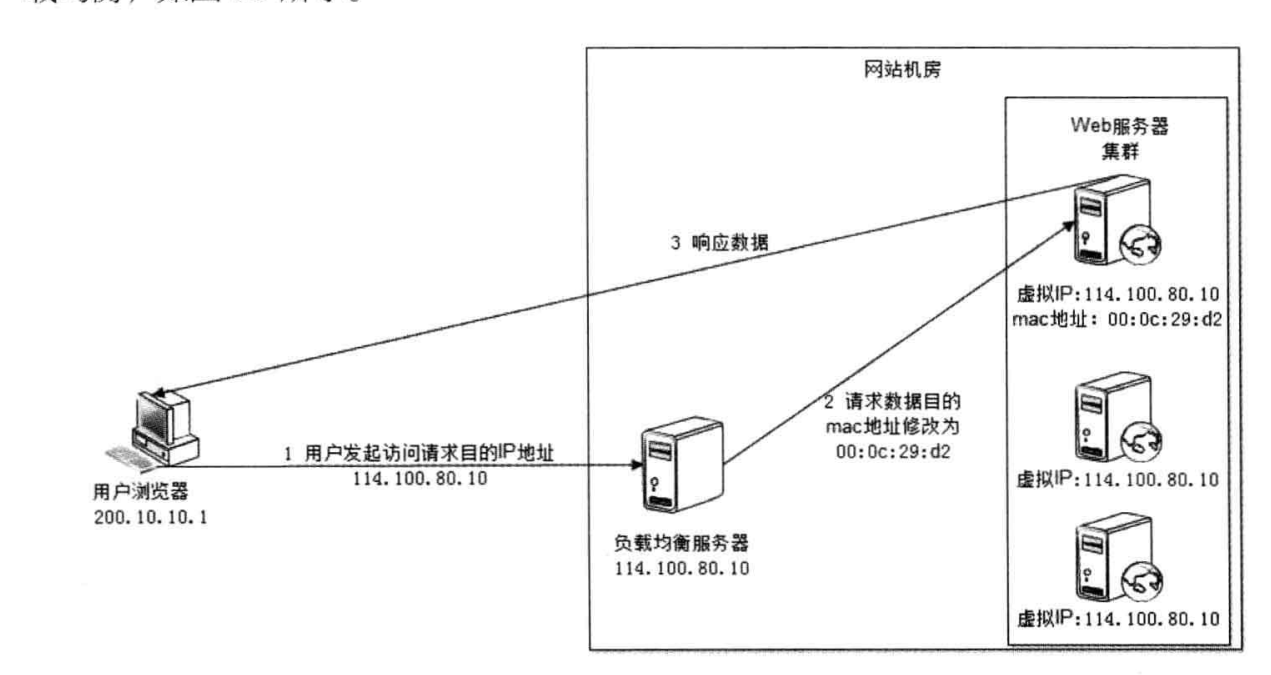 网站机房
Web服务器
集群
3 响应数据
虚拟IP:114.100.80.10
mac地址: 00:0c:29:d2
2 请求数据目的
mac地址修改为
00:0c:29:d2
1 用户发起访问请求目的IP地址
114.100.80.10
用户浏览器
200.10.10.1
虚拟IP:114.100.80.10
负载均衡服务器
114.100.80.10
虚拟IP:114.100.80.10